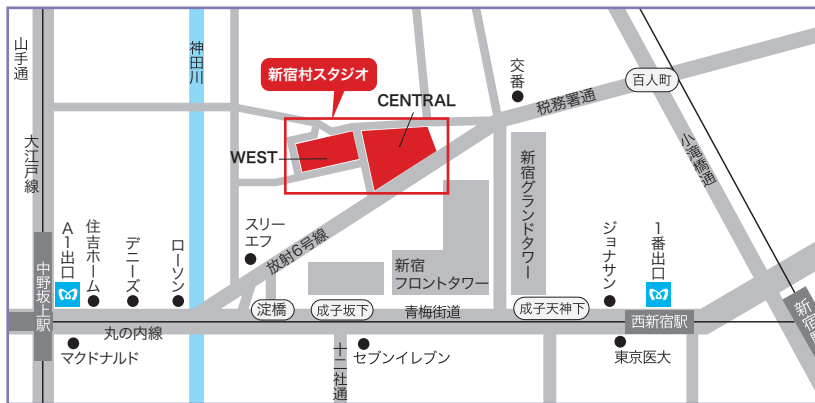 山手通
神田川
新宿村スタジオ
CENTRAL
WEST
交番
税務署通
百人町
小滝橋通
大江戸線
新宿グランドタワー
A1出口
住吉ホーム
デニーズ
ローソン
スリー
エフ
放射6号線
新宿
フロントタワー
ジョナサン
1番出口
中野坂上駅
淀橋
成子坂下
青梅街道
成子天神下
西新宿駅
丸の内線
マクドナルド
十二社通
セブンイレブン
東京医大